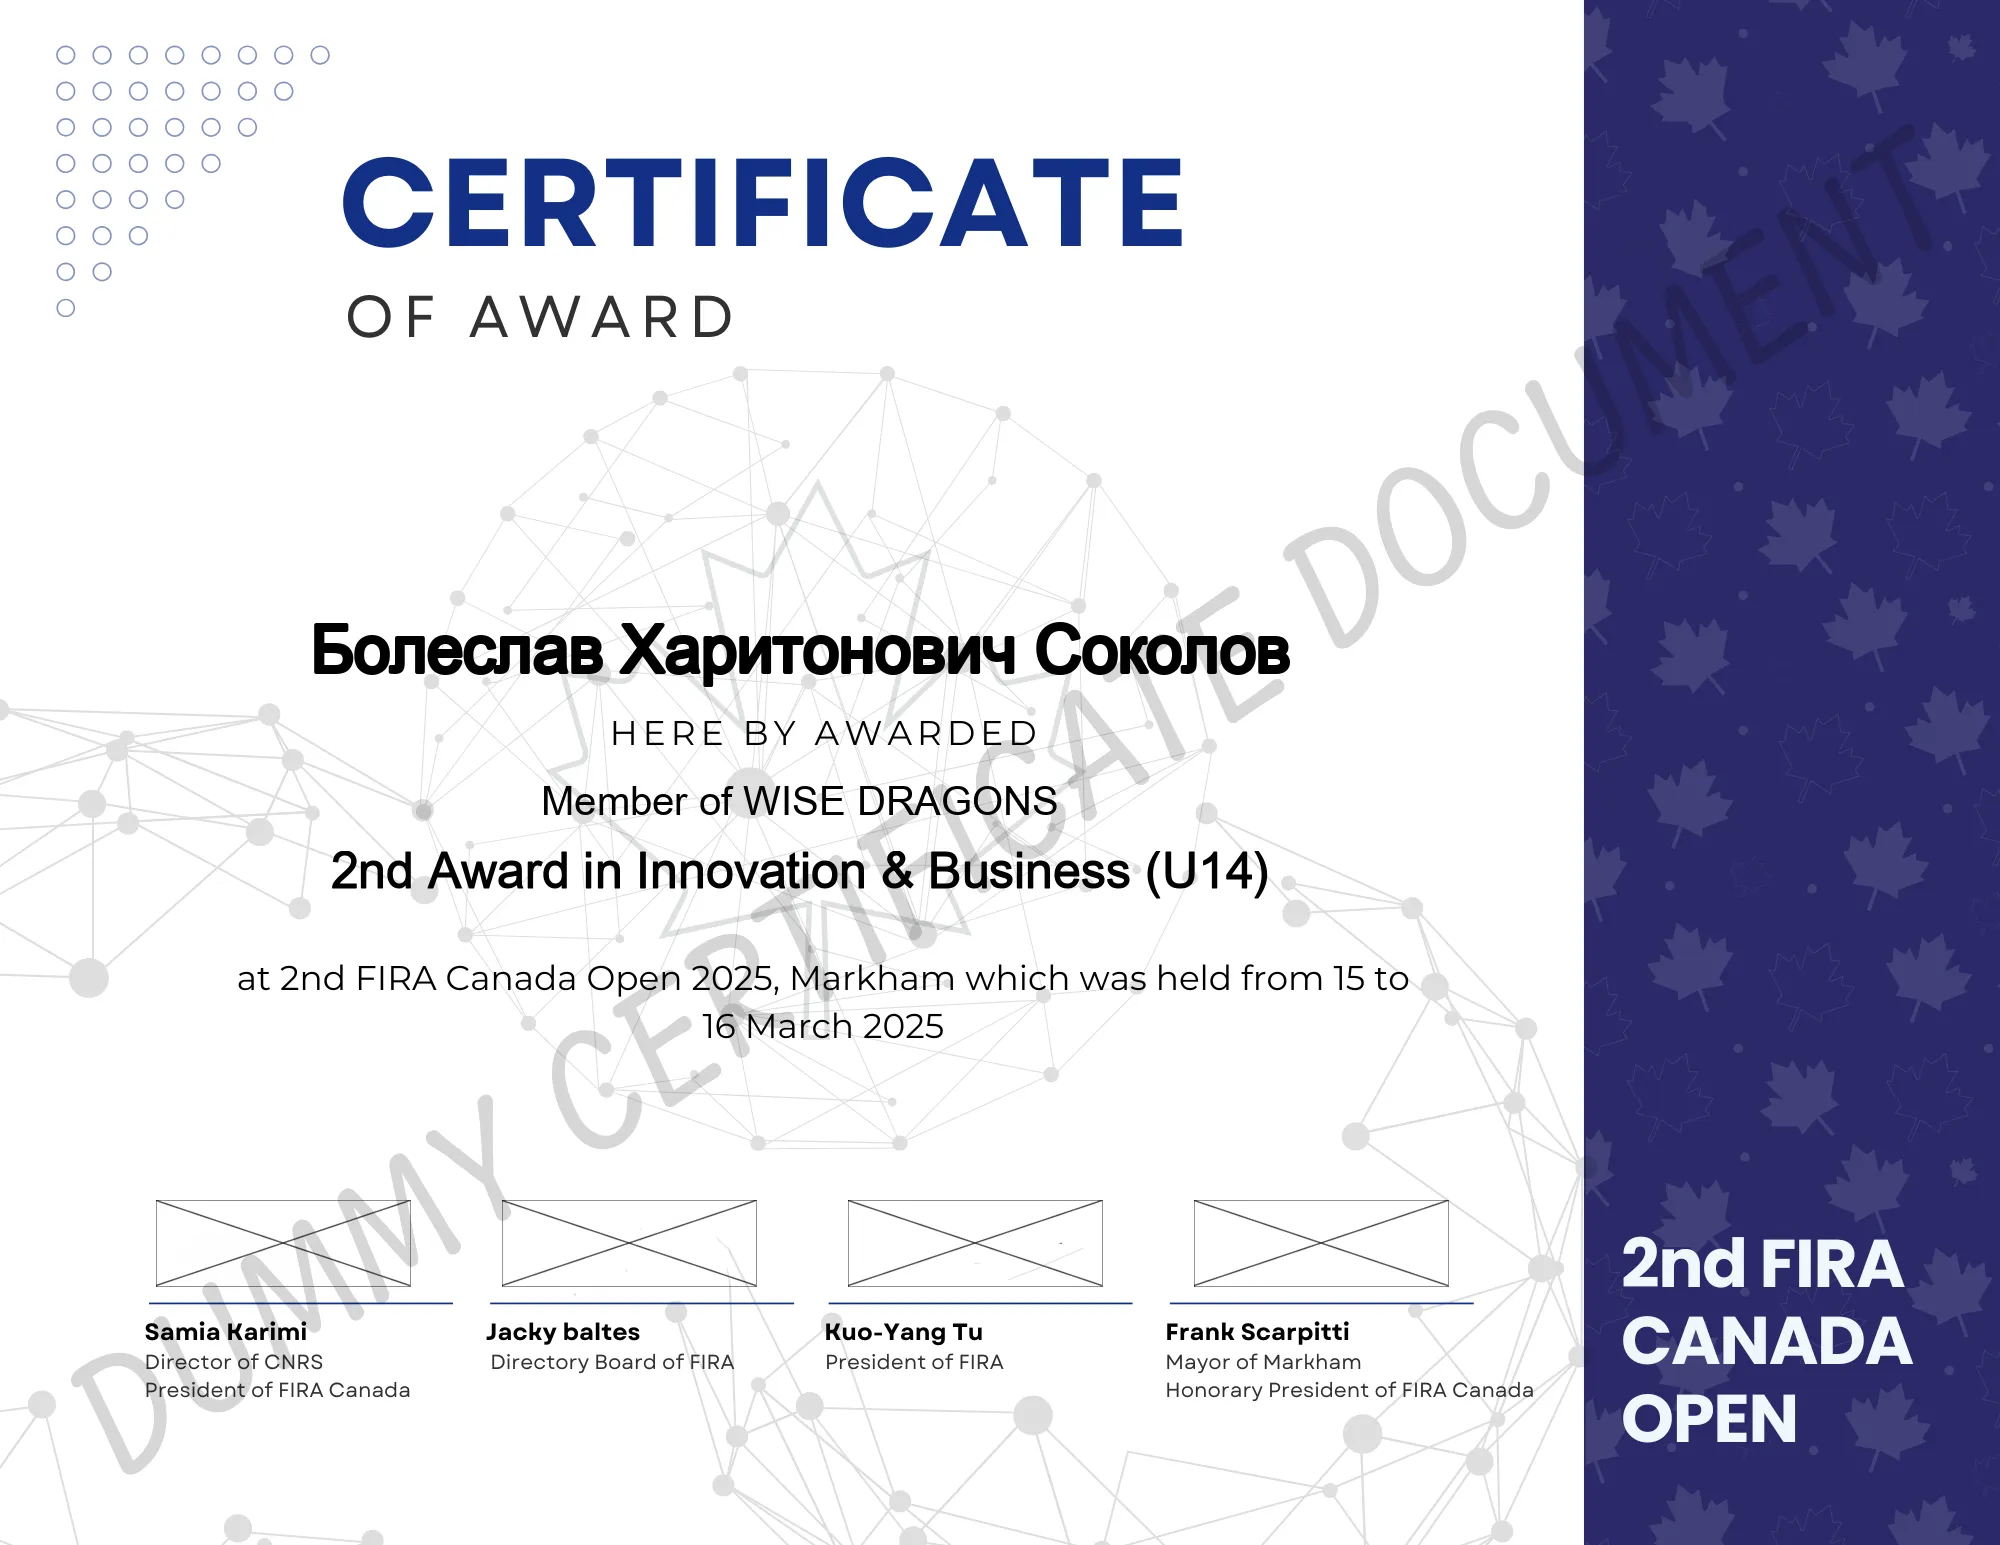 CERTIFICATE
OF AWARD
Болеслав Харитонович Соколов
HERE BY AWARDED
Member of WISE DRAGONS
2nd Award in Innovation & Business (U14)
at 2nd FIRA Canada Open 2025, Markham which was held from 15 to
16 March 2025
Samia Karimi
Director of CNRS
President of FIRA Canada
Jacky baltes
Directory Board of FIRA
Kuo-Yang Tu
President of FIRA
Frank Scarpitti
Mayor of Markham
Honorary President of FIRA Canada
2nd FIRA
CANADA
OPEN
DUMMY CERTIFICATE DOCUMENT